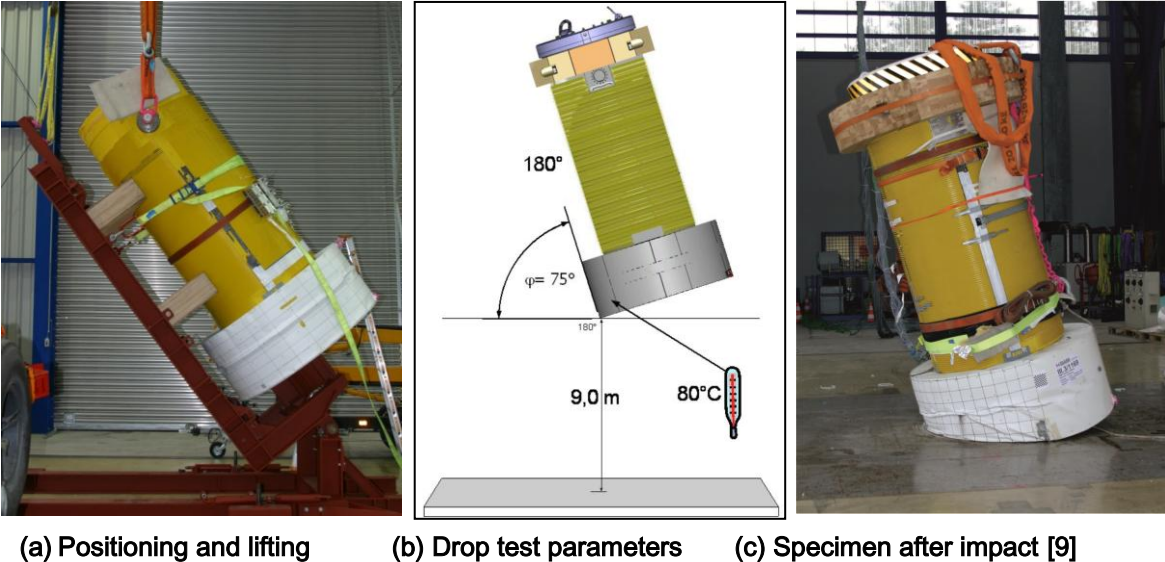 180°
φ= 75°
180°
9,0 m
80°C
(a) Positioning and lifting
(b) Drop test parameters
(c) Specimen after impact [9]